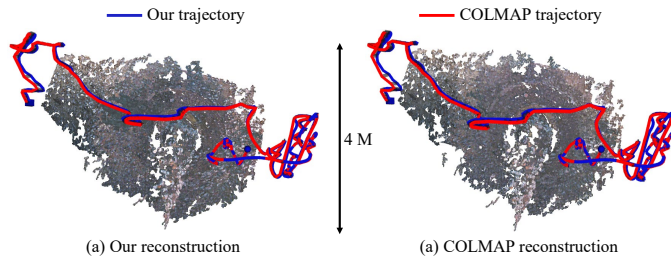 Our trajectory
COLMAP trajectory
4 M
(a) Our reconstruction
(a) COLMAP reconstruction